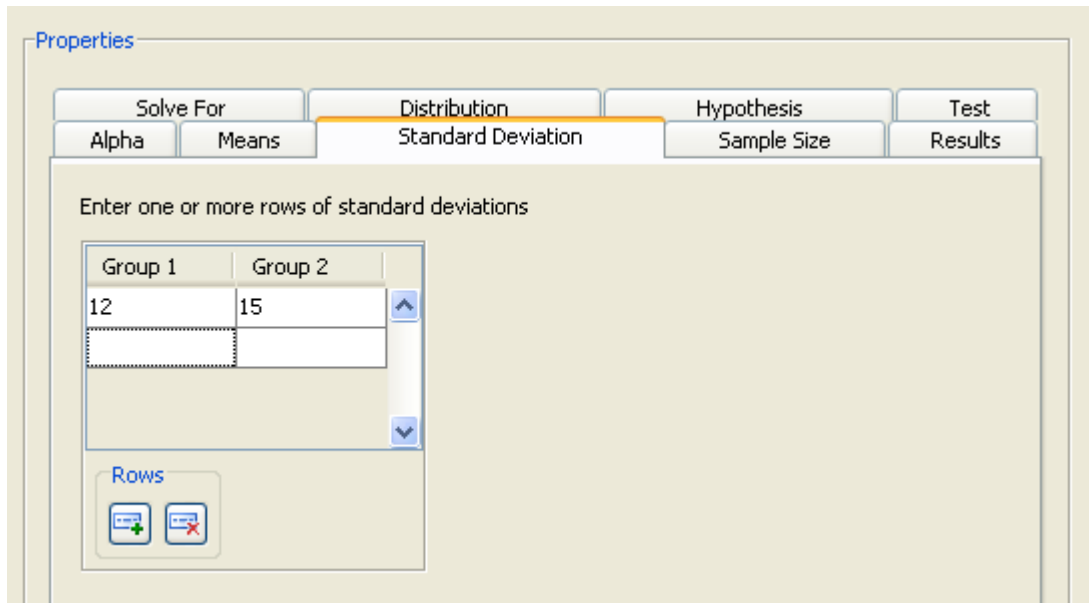 Properties
Solve For Distribution Hypothesis Test
Alpha Means Standard Deviation Sample Size Results
Enter one or more rows of standard deviations
Group 1 Group 2
12 15
Rows